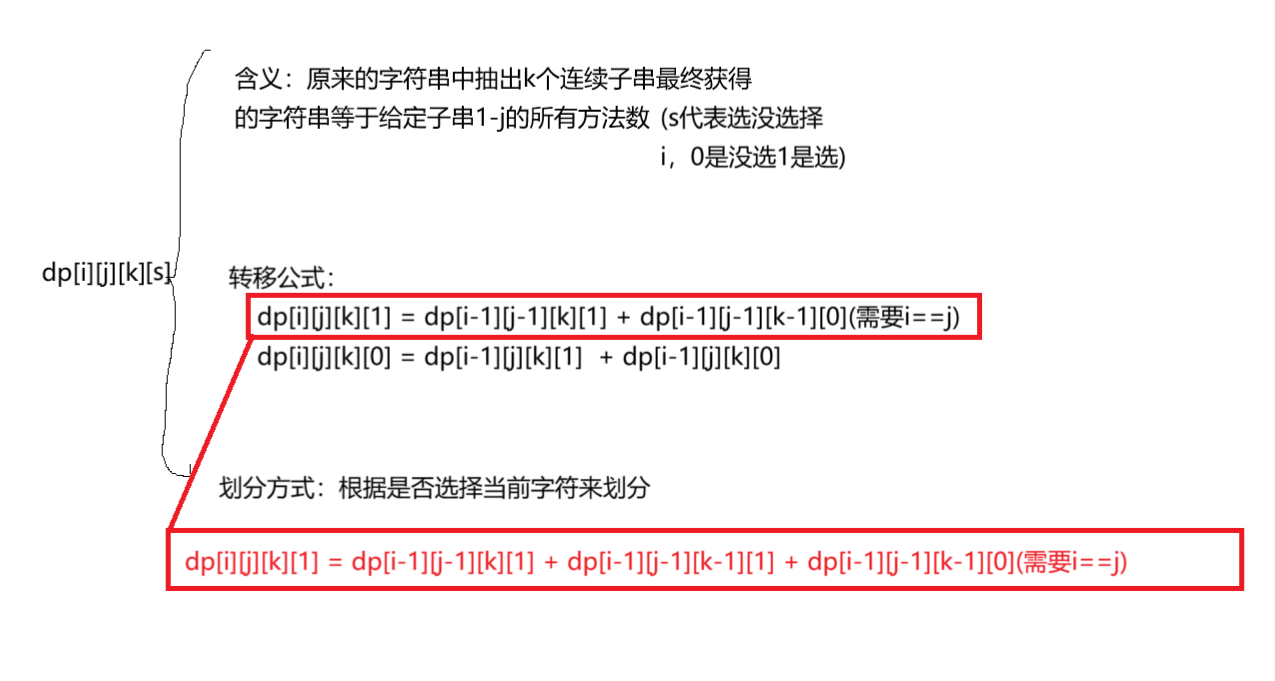 含义：原来的字符串中抽出k个连续子串最终获得
的字符串等于给定子串1-j的所有方法数 (s代表选没选择
i，0是没选1是选)
dp[i][j][k][s]
转移公式：
dp[i][j][k][1] = dp[i-1][j-1][k][1] + dp[i-1][j-1][k-1][0](需要i==j)
dp[i][j][k][0] = dp[i-1][j][k][1] + dp[i-1][j][k][0]
划分方式：根据是否选择当前字符来划分
dp[i][j][k][1] = dp[i-1][j-1][k][1] + dp[i-1][j-1][k-1][1] + dp[i-1][j-1][k-1][0](需要i==j)